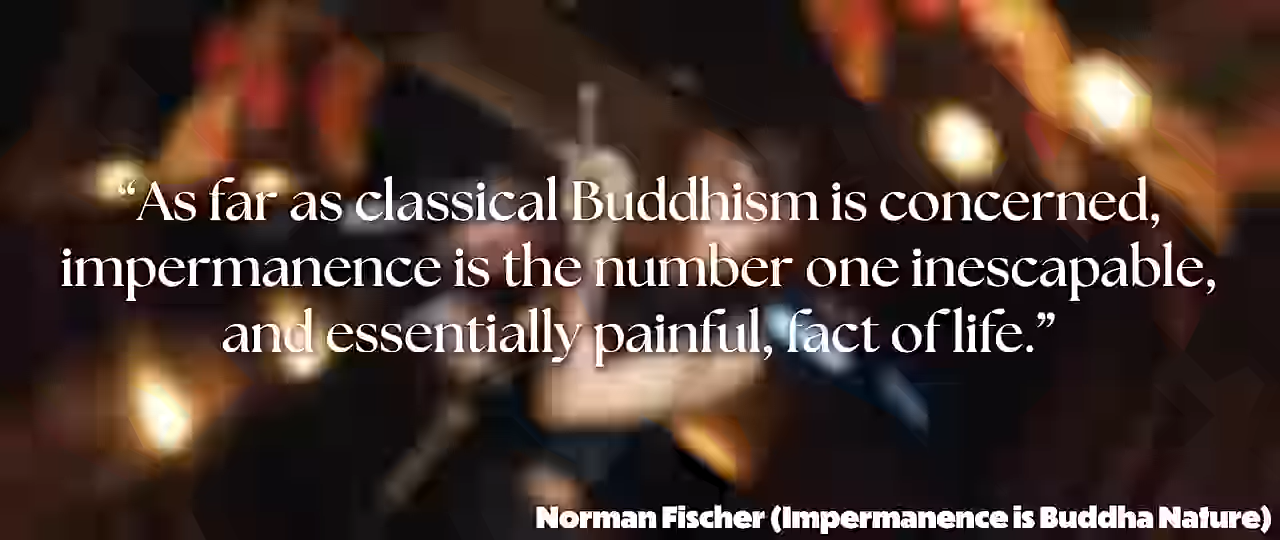 “As far as classical Buddhism is concerned,
impermanence is the number one inescapable,
and essentially painful, fact of life.”
Norman Fischer (Impermanence is Buddha Nature)